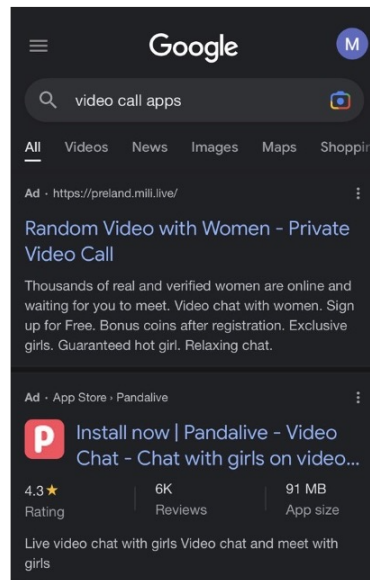 Google
M
video call apps
All Videos News Images Maps Shoppin
Ad · https://preland.mili.live/
Random Video with Women - Private
Video Call
Thousands of real and verified women are online and
waiting for you to meet. Video chat with women. Sign
up for Free. Bonus coins after registration. Exclusive
girls. Guaranteed hot girl. Relaxing chat.
Ad · App Store › Pandalive
P
Install now | Pandalive - Video
Chat - Chat with girls on video...
4.3★ 6K 91 MB
Rating Reviews App size
Live video chat with girls Video chat and meet with
girls